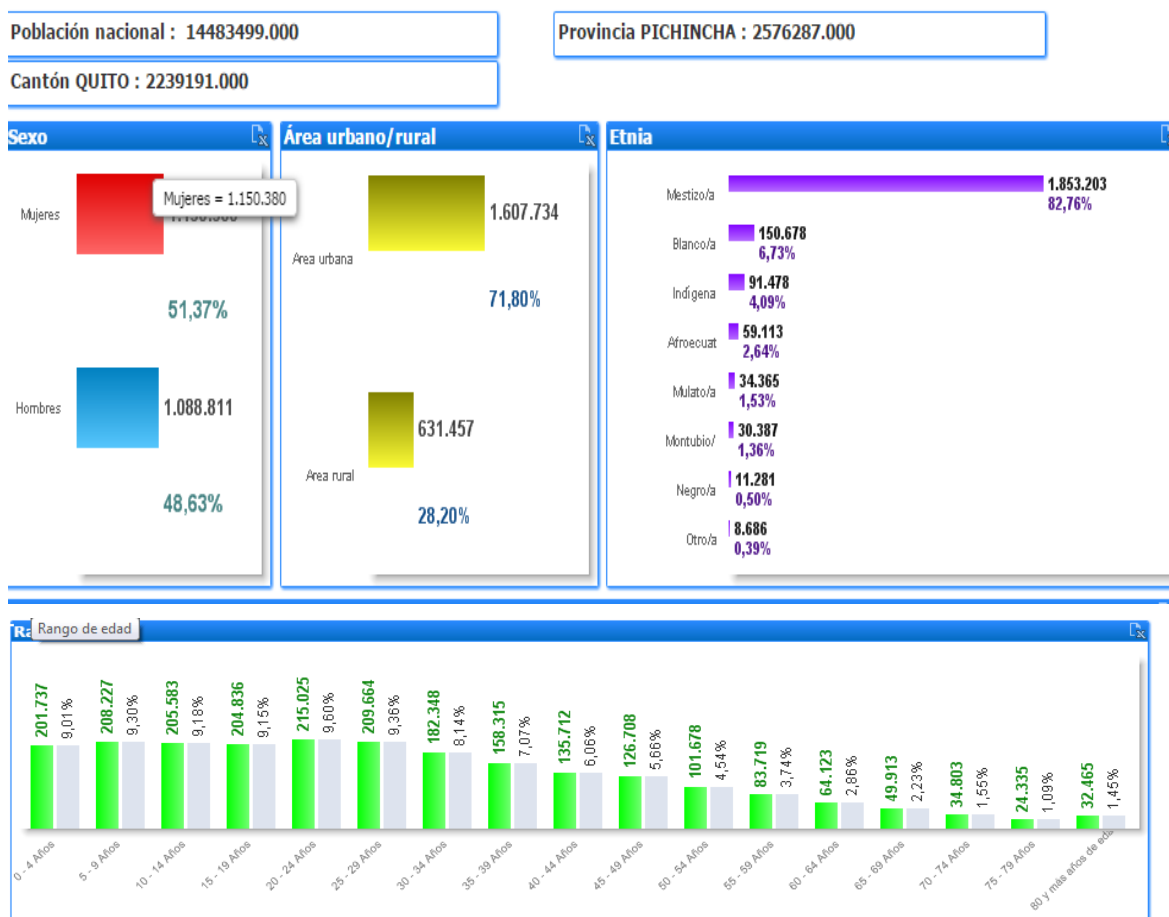 Población nacional : 14483499.000
Provincia PICHINCHA : 2576287.000
Cantón QUITO : 2239191.000
Sexo
Mujeres
Mujeres = 1.150.380
51,37%
Hombres
1.088.811
48,63%
Área urbano/rural
Area urbana
1.607.734
71,80%
Area rural
631.457
28,20%
Etnia
Mestizo/a
1.853.203
82,76%
Blanco/a
150.678
6,73%
Indígena
91.478
4,09%
Afroecuat
59.113
2,64%
Mulato/a
34.365
1,53%
Montubio/
30.387
1,36%
Negro/a
11.281
0,50%
Otro/a
8.686
0,39%
Rango de edad
201.737
9,01%
208.227
9,30%
205.583
9,18%
204.836
9,15%
215.025
9,60%
209.664
9,36%
182.348
8,14%
158.315
7,07%
135.712
6,06%
126.708
5,66%
101.678
4,54%
83.719
3,74%
64.123
2,86%
49.913
2,23%
34.803
1,55%
24.335
1,09%
32.465
1,45%
0 - 4 Años
5 - 9 Años
10 - 14 Años
15 - 19 Años
20 - 24 Años
25 - 29 Años
30 - 34 Años
35 - 39 Años
40 - 44 Años
45 - 49 Años
50 - 54 Años
55 - 59 Años
60 - 64 Años
65 - 69 Años
70 - 74 Años
75 - 79 Años
80 y más años de eda